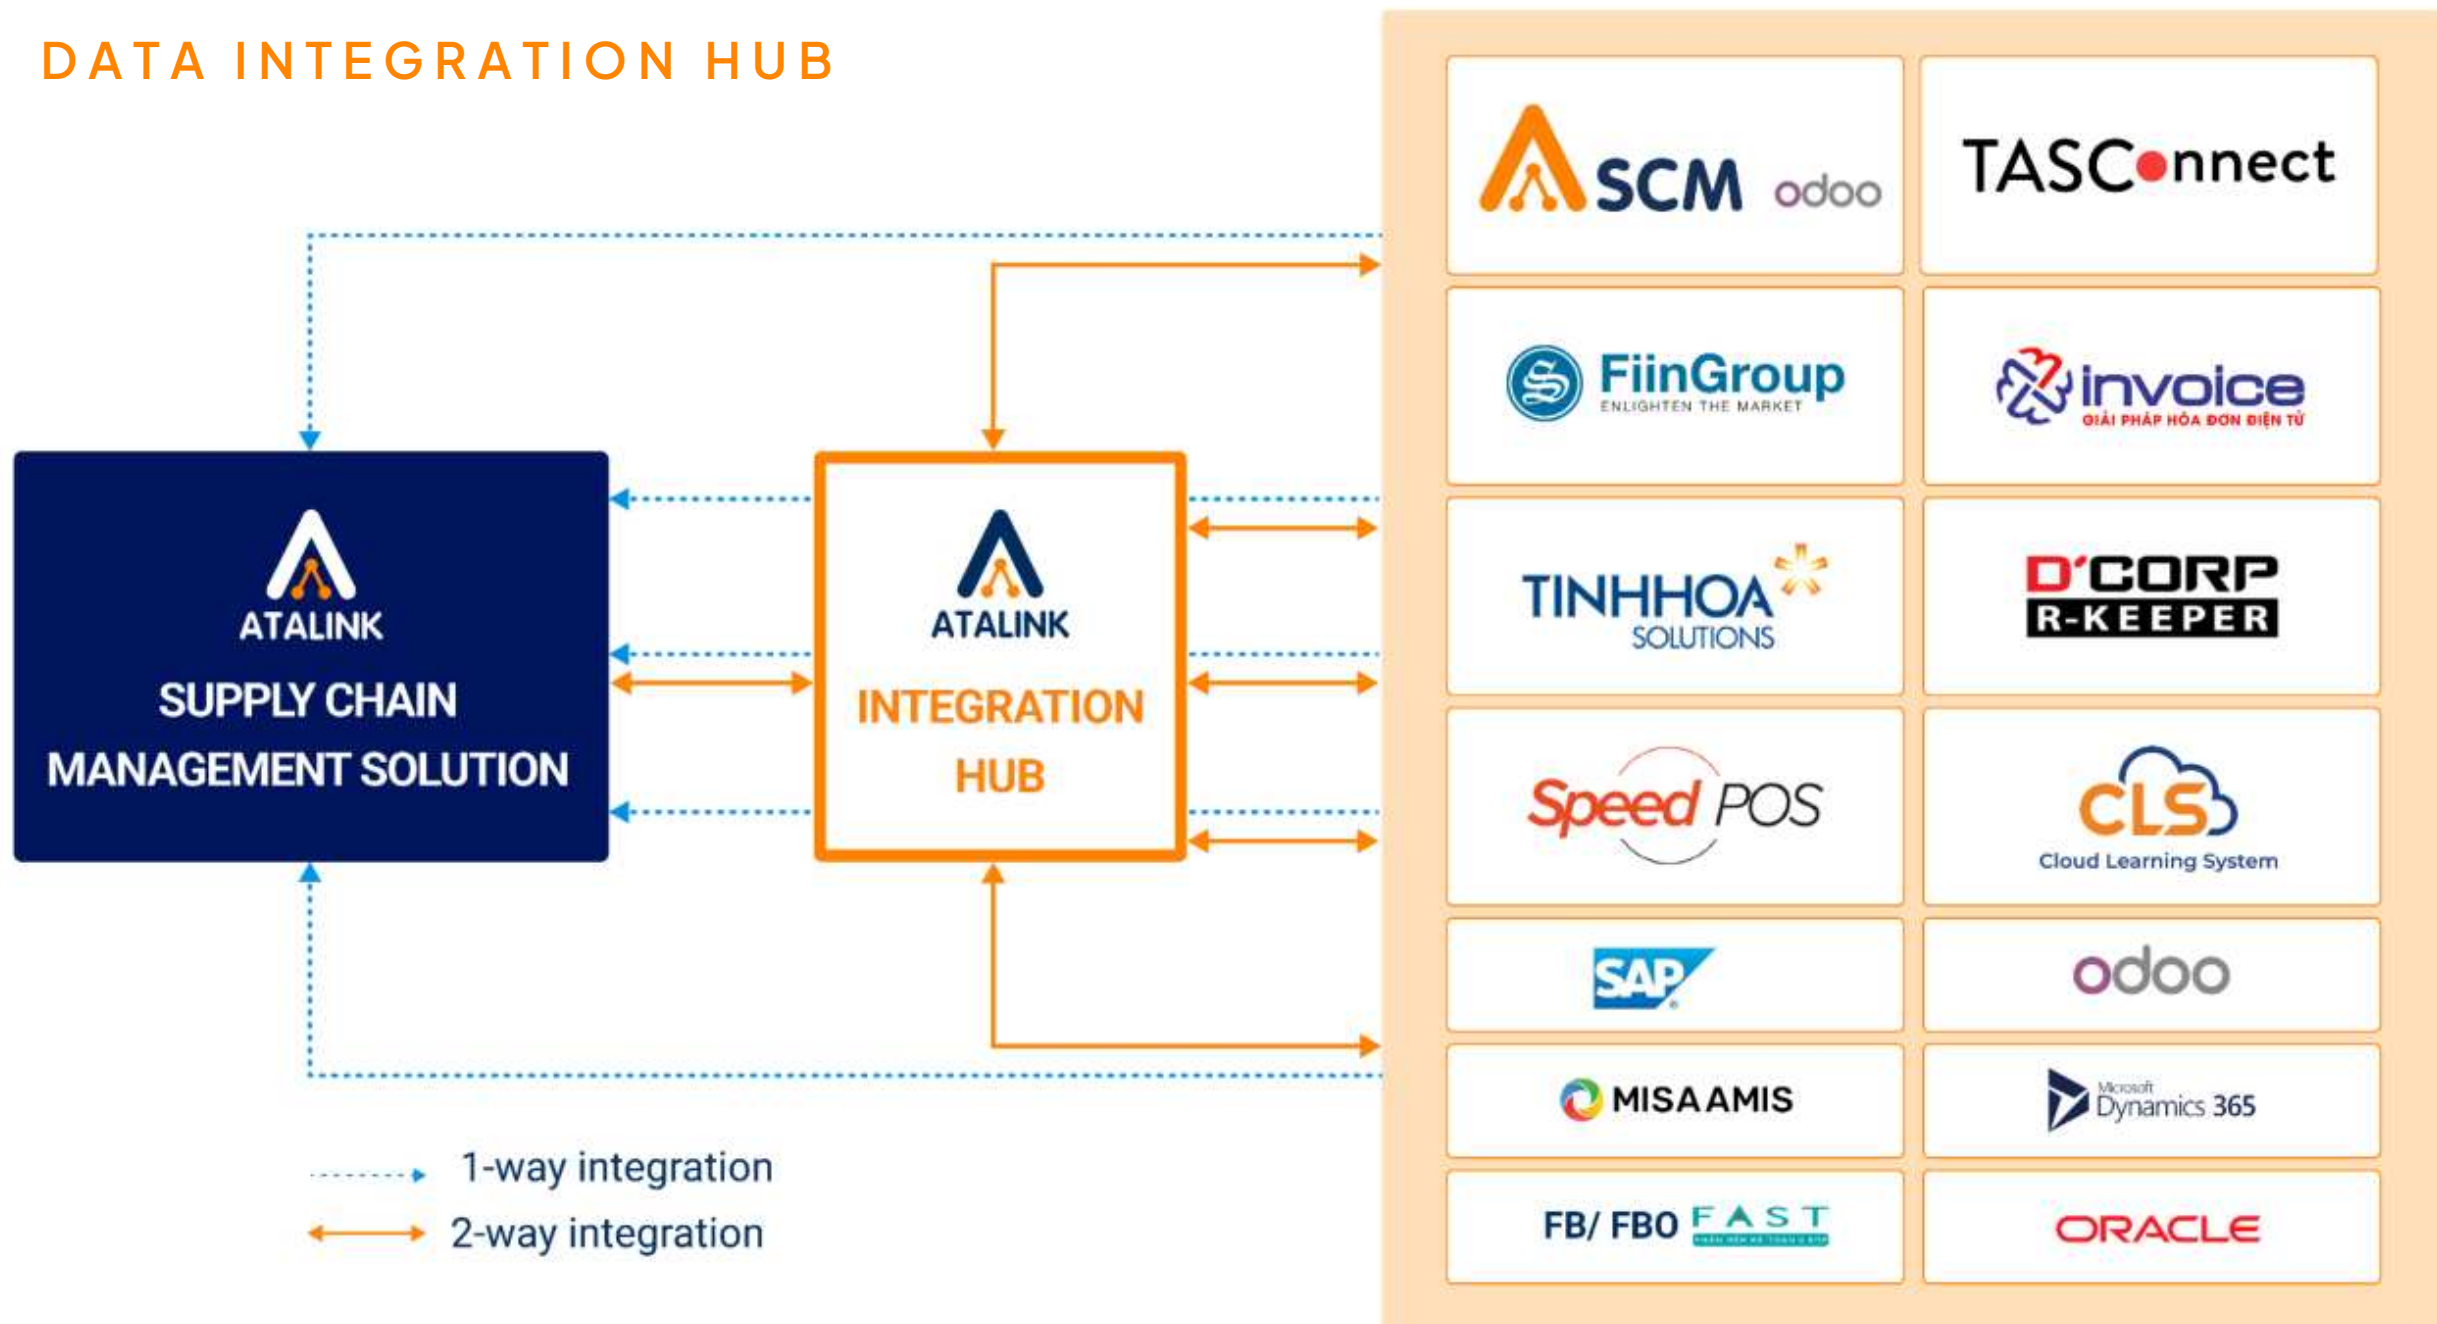 DATA INTEGRATION HUB
SCM odoo
TASConnect
FiinGroup
ENLIGHTEN THE MARKET
invoice
GIẢI PHÁP HÓA ĐƠN ĐIỆN TỬ
ATALINK
SUPPLY CHAIN
MANAGEMENT SOLUTION
ATALINK
INTEGRATION
HUB
TINHHOA
SOLUTIONS
D'CORP
R-KEEPER
Speed POS
CLS
Cloud Learning System
SAP
odoo
MISA AMIS
Microsoft
Dynamics 365
FB/ FBO FAST
ORACLE
1-way integration
2-way integration